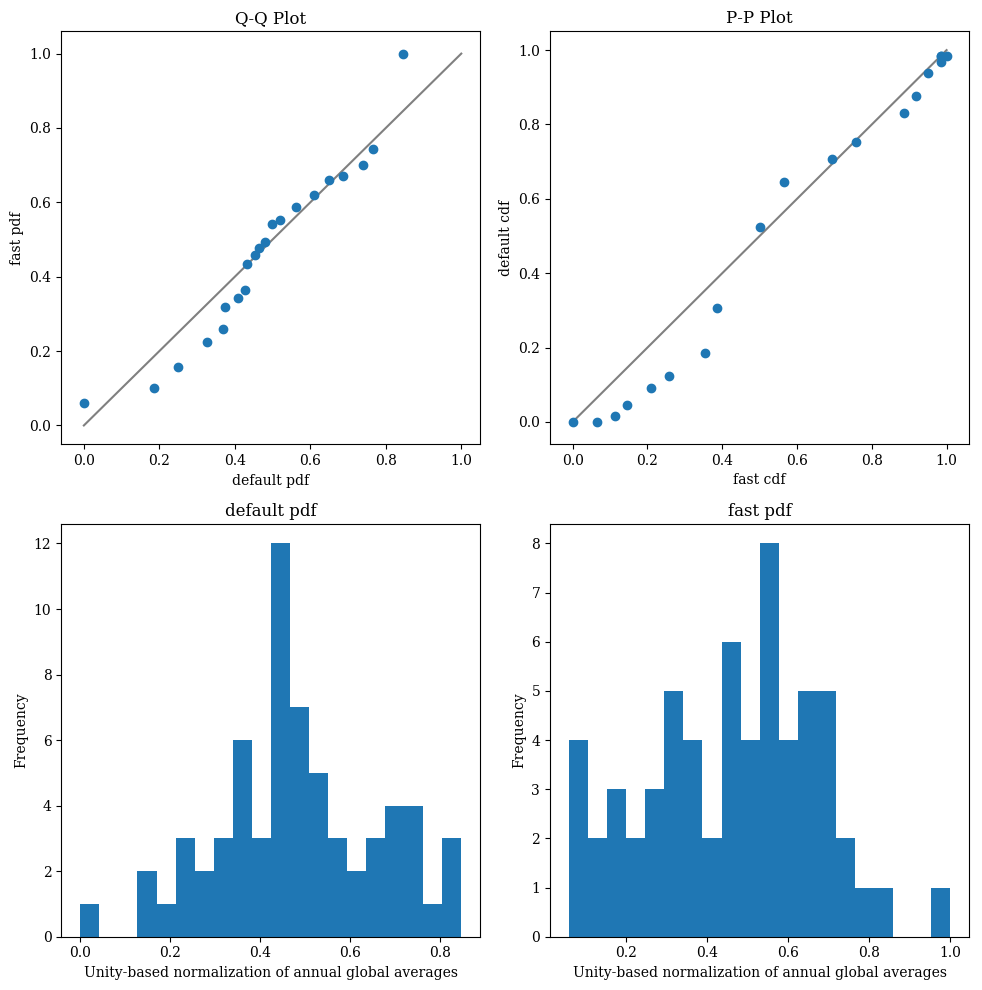 Q-Q Plot
1.0
0.8
0.6
0.4
0.2
0.0
fast pdf
0.0 0.2 0.4 0.6 0.8 1.0
default pdf
P-P Plot
1.0
0.8
0.6
0.4
0.2
0.0
default cdf
0.0 0.2 0.4 0.6 0.8 1.0
fast cdf
default pdf
12
10
8
6
4
2
0
Frequency
0.0 0.2 0.4 0.6 0.8
Unity-based normalization of annual global averages
fast pdf
8
7
6
5
4
3
2
1
0
Frequency
0.2 0.4 0.6 0.8 1.0
Unity-based normalization of annual global averages